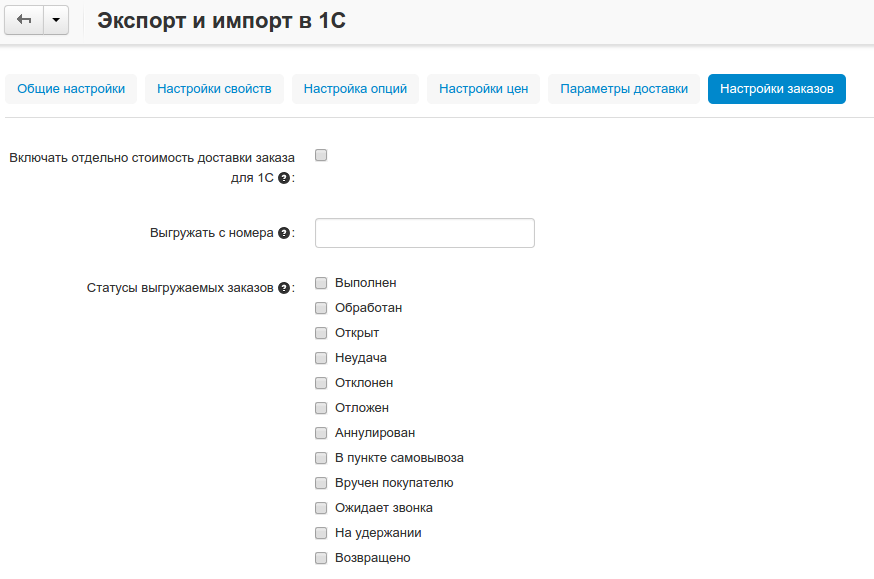 Экспорт и импорт в 1С
Общие настройки
Настройки свойств
Настройка опций
Настройки цен
Параметры доставки
Настройки заказов
Включать отдельно стоимость доставки заказа
для 1С ?:
Выгружать с номера ?:
Статусы выгружаемых заказов ?:
Выполнен
Обработан
Открыт
Неудача
Отклонен
Отложен
Аннулирован
В пункте самовывоза
Вручен покупателю
Ожидает звонка
На удержании
Возвращено